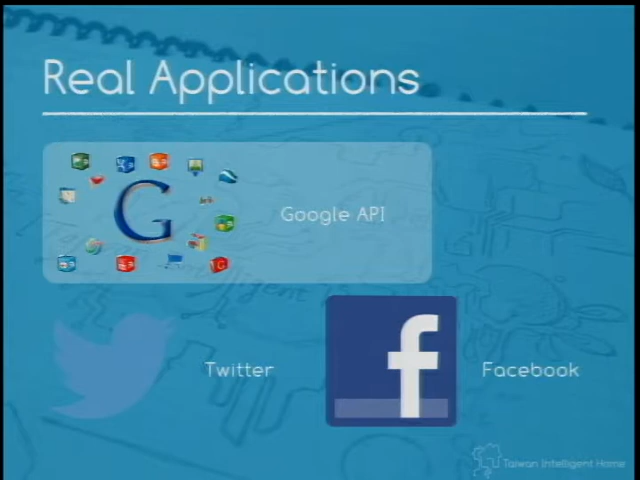 Real Applications
G
Google API
Twitter
f
Facebook
Taiwan Intelligent Home